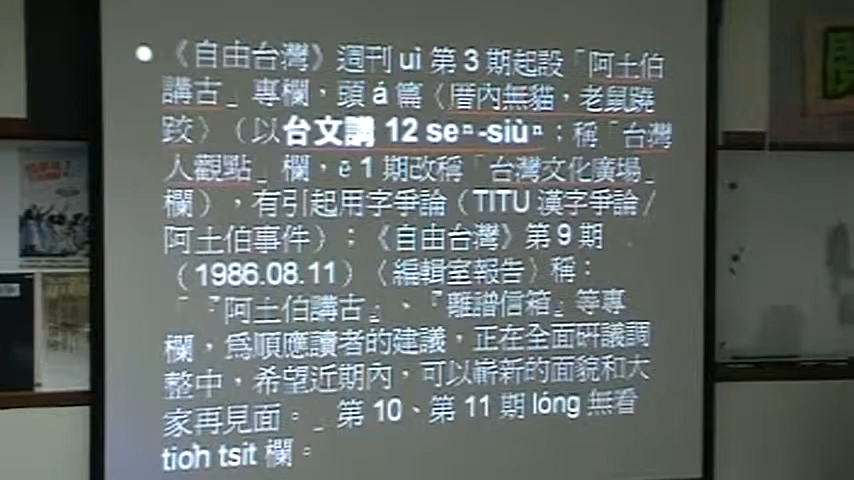 《自由台灣》週刊 uì 第 3 期起設「阿土伯
講古」專欄，頭 á 篇〈厝內無貓，老鼠蹺
跤〉（以台文講 12 seⁿ-siùⁿ；稱「台灣
人觀點」欄，ē 1 期改稱「台灣文化廣場」
欄），有引起用字爭論（TITU 漢字爭論/
阿土伯事件）；《自由台灣》第 9 期
（1986.08.11）〈編輯室報告〉稱：
「『阿土伯講古』、『離譜信箱』等專
欄，為順應讀者的建議，正在全面研議調
整中，希望近期內，可以嶄新的面貌和大
家再見面。」第 10、第 11 期 lóng 無看
tio̍h tsit 欄。